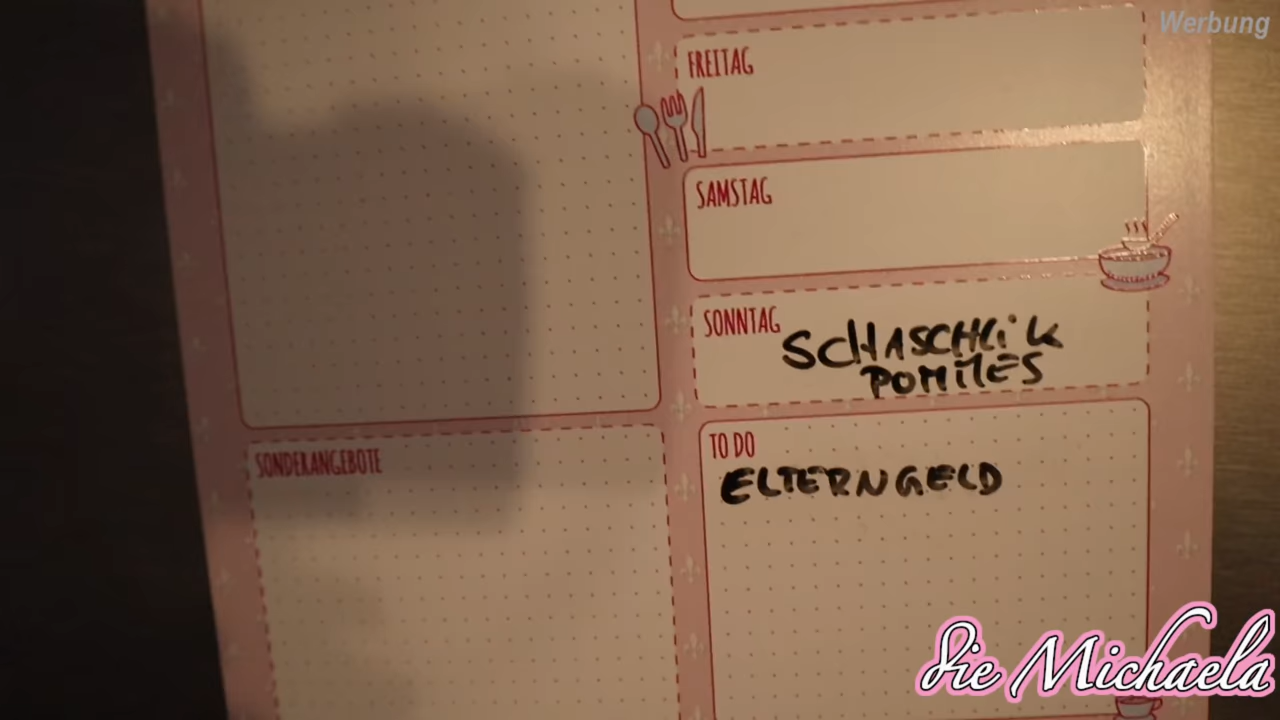 Werbung
FREITAG
SAMSTAG
SONNTAG
SCHASCHLiK
POMMES
SONDERANGEBOTE
TO DO
ELTERNGELD
Die Michaela